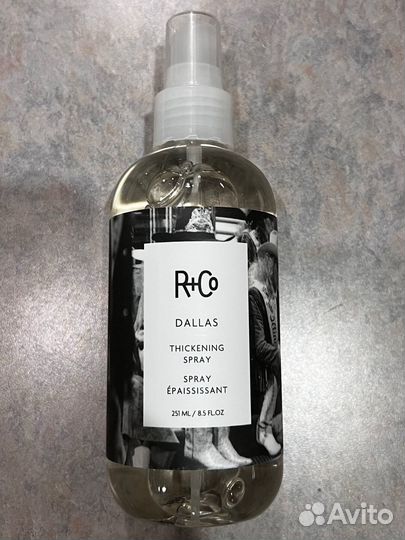 R+Co
DALLAS
THICKENING
SPRAY
SPRAY
ÉPAISSISSANT
251 ML / 8.5 FL.OZ
Avito